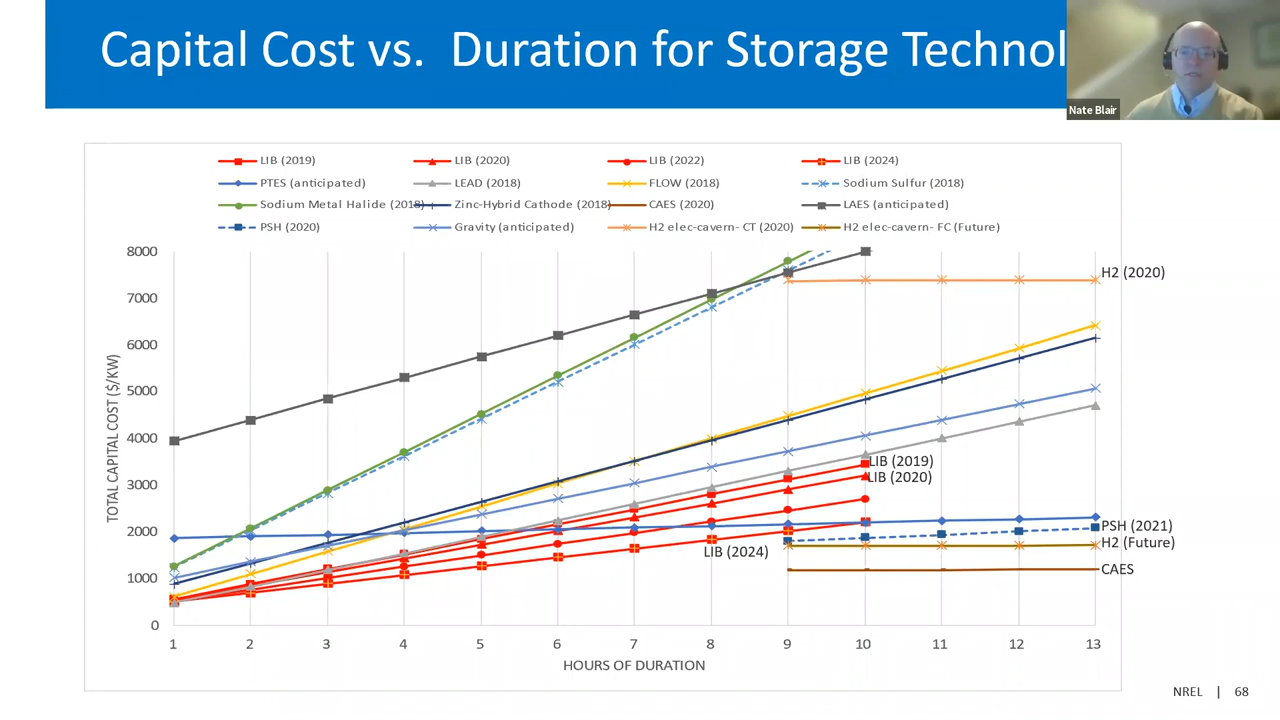 Capital Cost vs. Duration for Storage Technol
Nate Blair
LIB (2019) LIB (2020) LIB (2022) LIB (2024)
PTES (anticipated) LEAD (2018) FLOW (2018) Sodium Sulfur (2018)
Sodium Metal Halide (2018) Zinc-Hybrid Cathode (2018) CAES (2020) LAES (anticipated)
PSH (2020) Gravity (anticipated) H2 elec-cavern- CT (2020) H2 elec-cavern- FC (Future)
TOTAL CAPITAL COST ($/KW)
8000
7000
6000
5000
4000
3000
2000
1000
0
H2 (2020)
LIB (2019)
LIB (2020)
PSH (2021)
H2 (Future)
LIB (2024)
CAES
1 2 3 4 5 6 7 8 9 10 11 12 13
HOURS OF DURATION
NREL | 68